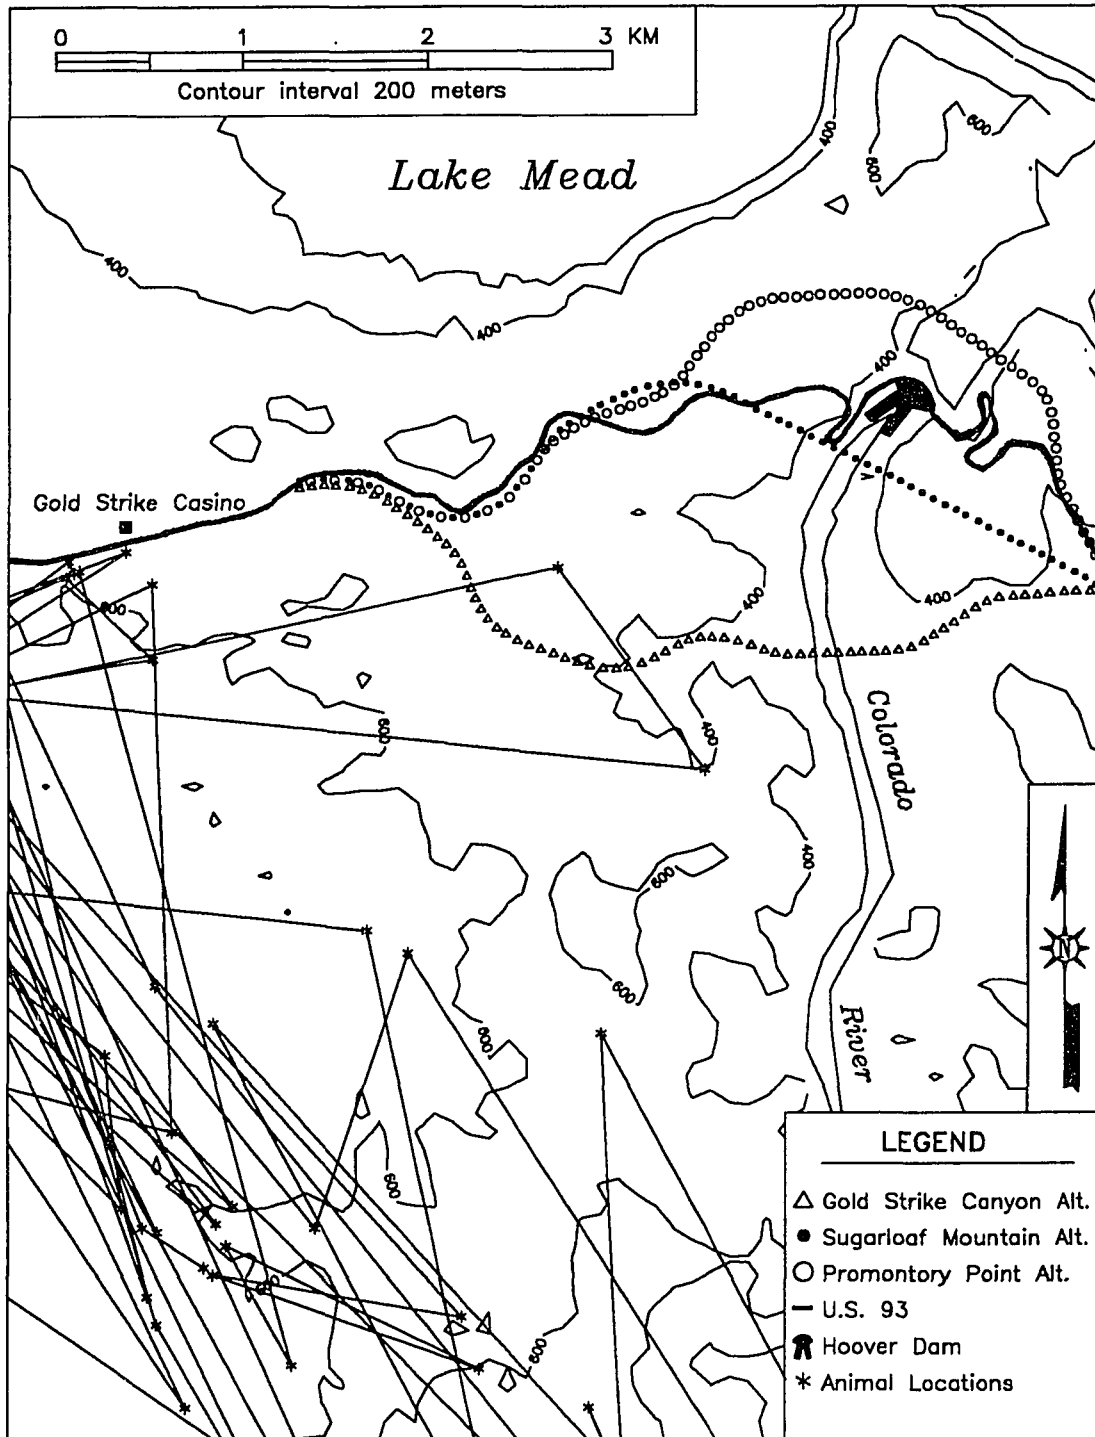 0 1 2 3 KM
Contour interval 200 meters
Lake Mead
400
600
600
400
400
400
Gold Strike Casino
A
600
400
400
600
400
Colorado
400
600
600
600
River
N
600
600
600
LEGEND
Gold Strike Canyon Alt.
Sugarloaf Mountain Alt.
Promontory Point Alt.
U.S. 93
Hoover Dam
Animal Locations